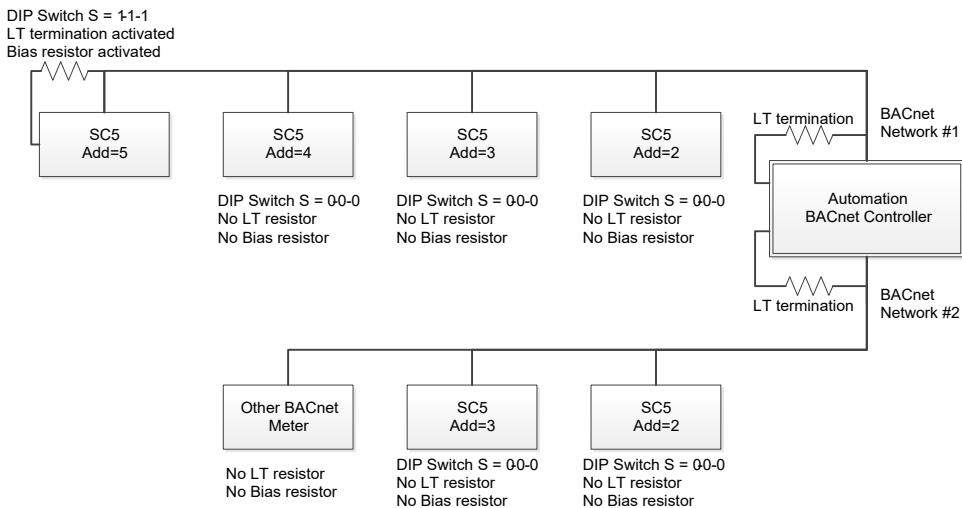 DIP Switch S = 1-1-1
LT termination activated
Bias resistor activated
SC5
Add=5
SC5
Add=4
SC5
Add=3
SC5
Add=2
LT termination
BACnet
Network #1
DIP Switch S = 0-0-0
No LT resistor
No Bias resistor
DIP Switch S = 0-0-0
No LT resistor
No Bias resistor
DIP Switch S = 0-0-0
No LT resistor
No Bias resistor
Automation
BACnet Controller
LT termination
BACnet
Network #2
Other BACnet
Meter
SC5
Add=3
SC5
Add=2
No LT resistor
No Bias resistor
DIP Switch S = 0-0-0
No LT resistor
No Bias resistor
DIP Switch S = 0-0-0
No LT resistor
No Bias resistor